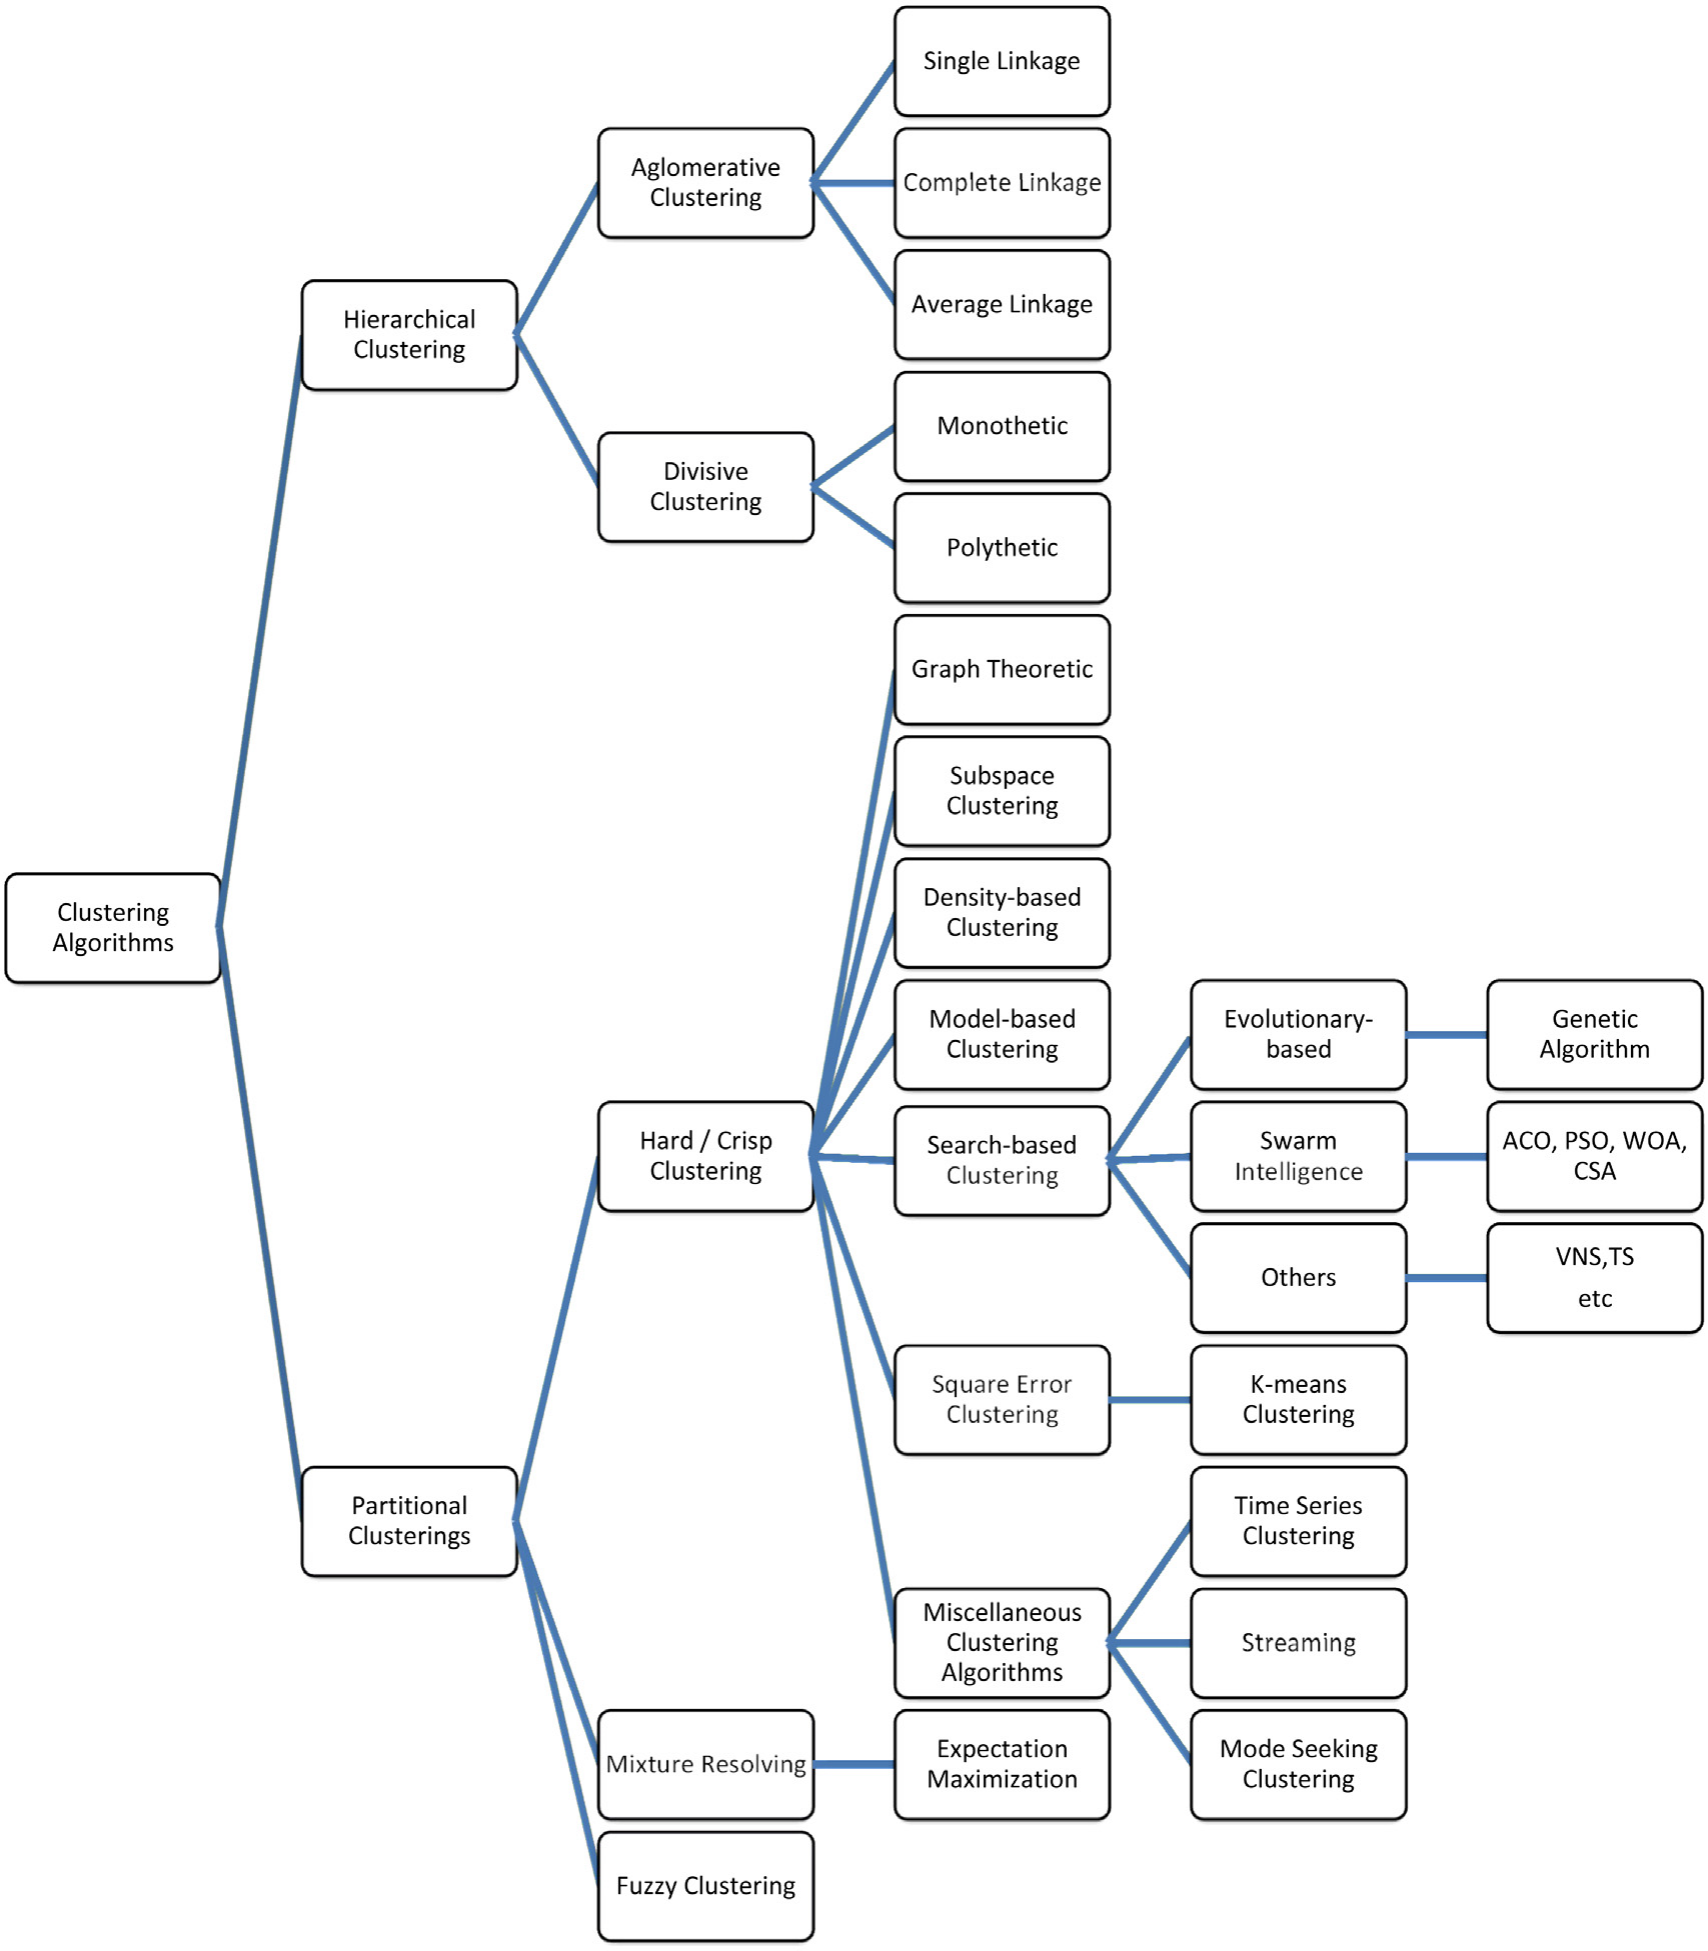 Single Linkage
Aglomerative
Clustering
Complete Linkage
Average Linkage
Hierarchical
Clustering
Monothetic
Divisive
Clustering
Polythetic
Graph Theoretic
Subspace
Clustering
Density-based
Clustering
Clustering
Algorithms
Model-based
Clustering
Evolutionary-
based
Genetic
Algorithm
Hard / Crisp
Clustering
Search-based
Clustering
Swarm
Intelligence
ACO, PSO, WOA,
CSA
Others
VNS,TS
etc
Square Error
Clustering
K-means
Clustering
Partitional
Clusterings
Time Series
Clustering
Miscellaneous
Clustering
Algorithms
Streaming
Mixture Resolving
Expectation
Maximization
Mode Seeking
Clustering
Fuzzy Clustering